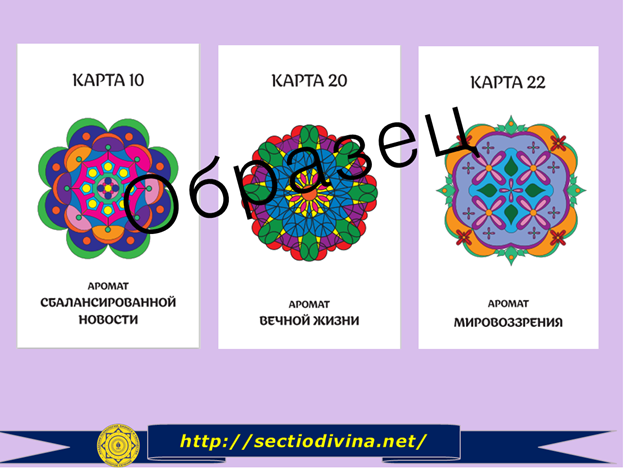 КАРТА 10
АРОМАТ
СБАЛАНСИРОВАННОЙ
НОВОСТИ
КАРТА 20
АРОМАТ
ВЕЧНОЙ ЖИЗНИ
КАРТА 22
АРОМАТ
МИРОВОЗЗРЕНИЯ
Образец
http://sectiodivina.net/